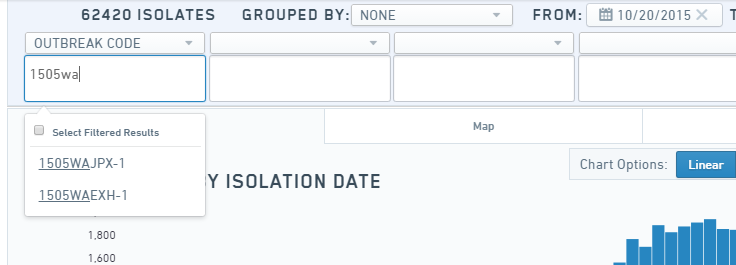 62420 ISOLATES GROUPED BY: NONE FROM: 10/20/2015 T
OUTBREAK CODE
1505wa
Select Filtered Results
Map
1505WAJPX-1
Chart Options: Linear
Y ISOLATION DATE
1505WAEXH-1
1,800
1,600